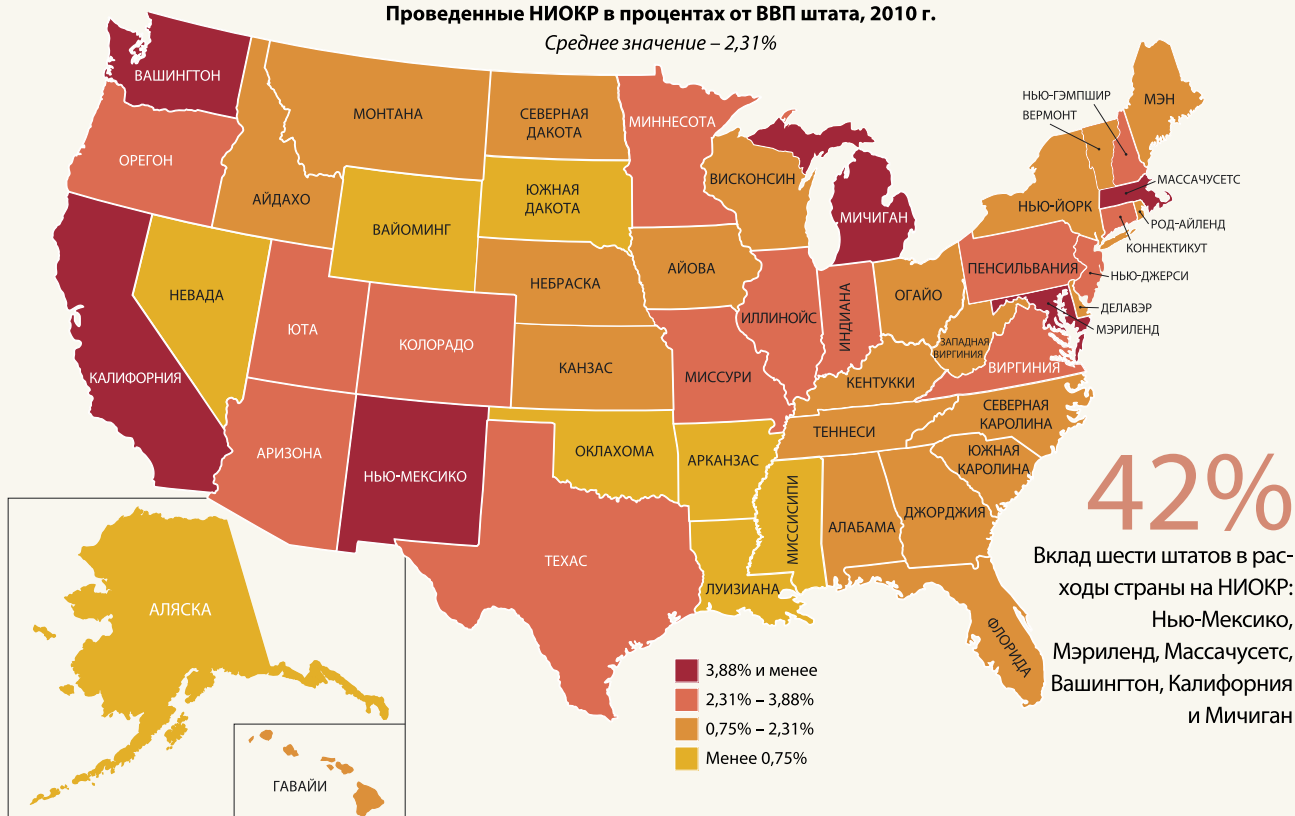 Проведенные НИОКР в процентах от ВВП штата, 2010 г.
Среднее значение – 2,31%
ВАШИНГТОН
ОРЕГОН
КАЛИФОРНИЯ
НЕВАДА
АЙДАХО
МОНТАНА
ВАЙОМИНГ
ЮТА
КОЛОРАДО
АРИЗОНА
НЬЮ-МЕКСИКО
СЕВЕРНАЯ
ДАКОТА
ЮЖНАЯ
ДАКОТА
НЕБРАСКА
КАНЗАС
ОКЛАХОМА
ТЕХАС
МИННЕСОТА
АЙОВА
МИССУРИ
АРКАНЗАС
ЛУИЗИАНА
ВИСКОНСИН
ИЛЛИНОЙС
МИЧИГАН
ИНДИАНА
ОГАЙО
КЕНТУККИ
ТЕННЕСИ
МИССИСИПИ
АЛАБАМА
ДЖОРДЖИЯ
ФЛОРИДА
ЮЖНАЯ
КАРОЛИНА
СЕВЕРНАЯ
КАРОЛИНА
ВИРГИНИЯ
ЗАПАДНАЯ
ВИРГИНИЯ
ПЕНСИЛЬВАНИЯ
НЬЮ-ЙОРК
НЬЮ-ГЭМПШИР
ВЕРМОНТ
МЭН
МАССАЧУСЕТС
РОД-АЙЛЕНД
КОННЕКТИКУТ
НЬЮ-ДЖЕРСИ
ДЕЛАВЭР
МЭРИЛЕНД
АЛЯСКА
ГАВАЙИ
3,88% и менее
2,31% – 3,88%
0,75% – 2,31%
Менее 0,75%
42%
Вклад шести штатов в рас-
ходы страны на НИОКР:
Нью-Мексико,
Мэриленд, Массачусетс,
Вашингтон, Калифорния
и Мичиган